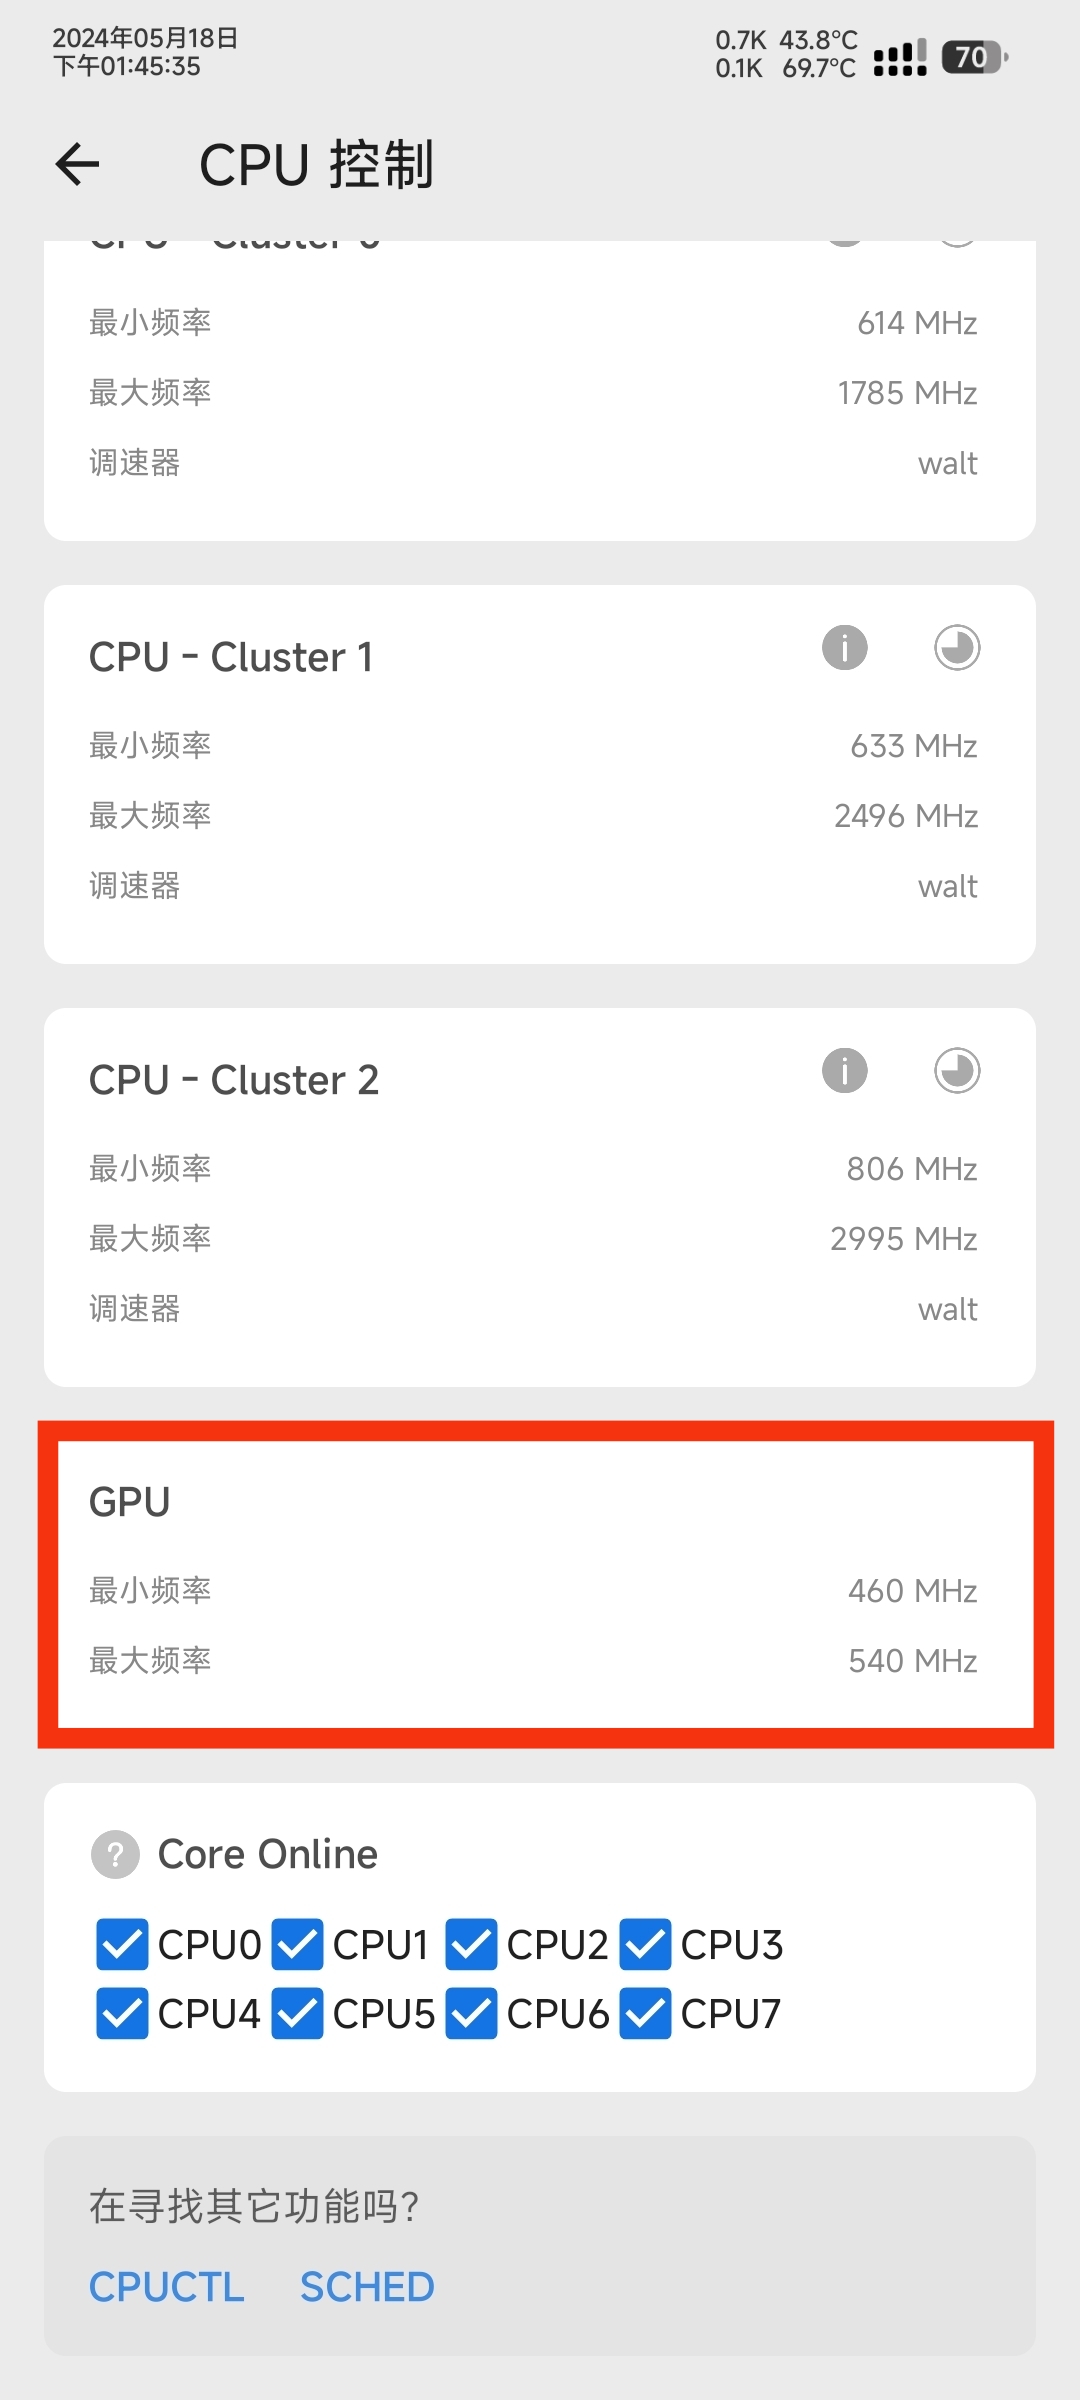 2024年05月18日
下午01:45:35
0.7K 43.8°C
0.1K 69.7°C
70
CPU 控制
最小频率 614 MHz
最大频率 1785 MHz
调速器 walt
CPU - Cluster 1
最小频率 633 MHz
最大频率 2496 MHz
调速器 walt
CPU - Cluster 2
最小频率 806 MHz
最大频率 2995 MHz
调速器 walt
GPU
最小频率 460 MHz
最大频率 540 MHz
Core Online
CPU0 CPU1 CPU2 CPU3
CPU4 CPU5 CPU6 CPU7
在寻找其它功能吗?
CPUCTL SCHED